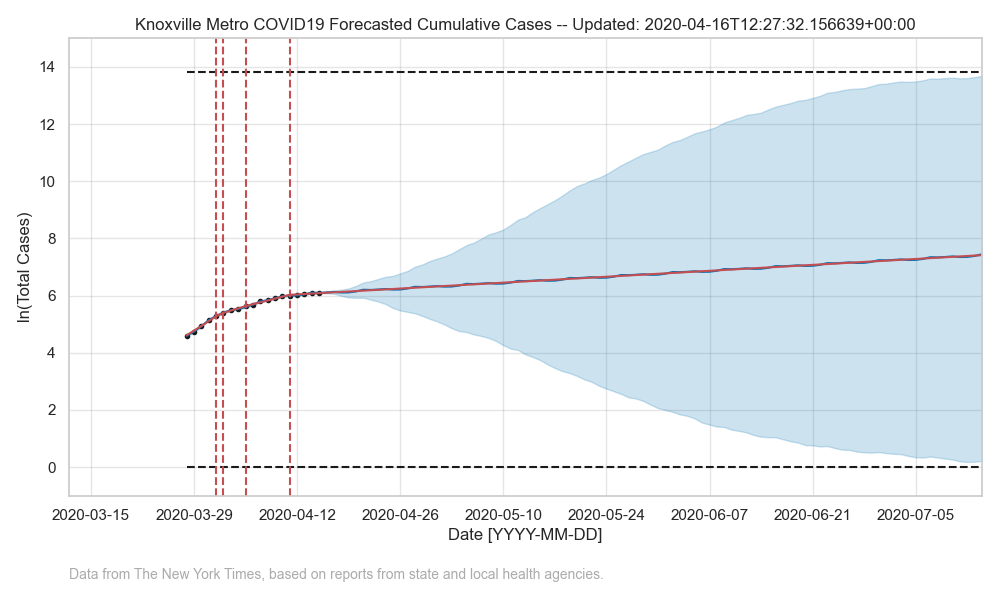 Knoxville Metro COVID19 Forecasted Cumulative Cases -- Updated: 2020-04-16T12:27:32.156639+00:00
ln(Total Cases)
14
12
10
8
6
4
2
0
2020-03-15 2020-03-29 2020-04-12 2020-04-26 2020-05-10 2020-05-24 2020-06-07 2020-06-21 2020-07-05
Date [YYYY-MM-DD]
Data from The New York Times, based on reports from state and local health agencies.